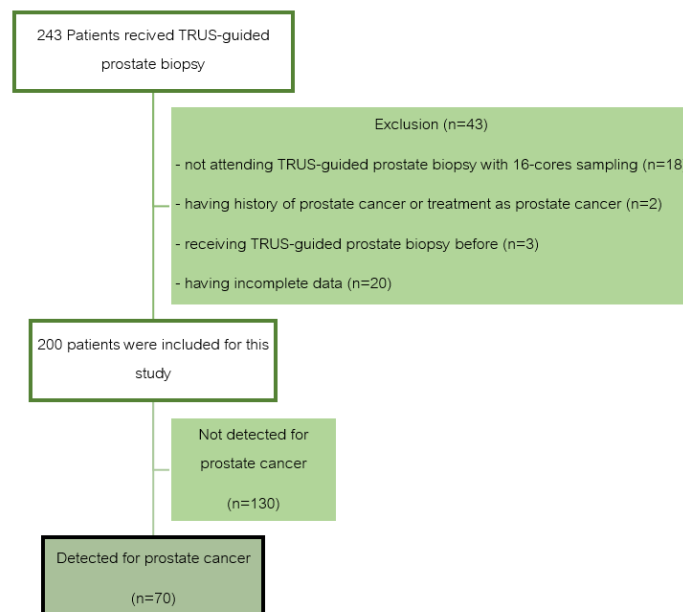 243 Patients recived TRUS-guided
prostate biopsy
Exclusion (n=43)
- not attending TRUS-guided prostate biopsy with 16-cores sampling (n=18
- having history of prostate cancer or treatment as prostate cancer (n=2)
- receiving TRUS-guided prostate biopsy before (n=3)
- having incomplete data (n=20)
200 patients were included for this
study
Not detected for
prostate cancer
(n=130)
Detected for prostate cancer
(n=70)